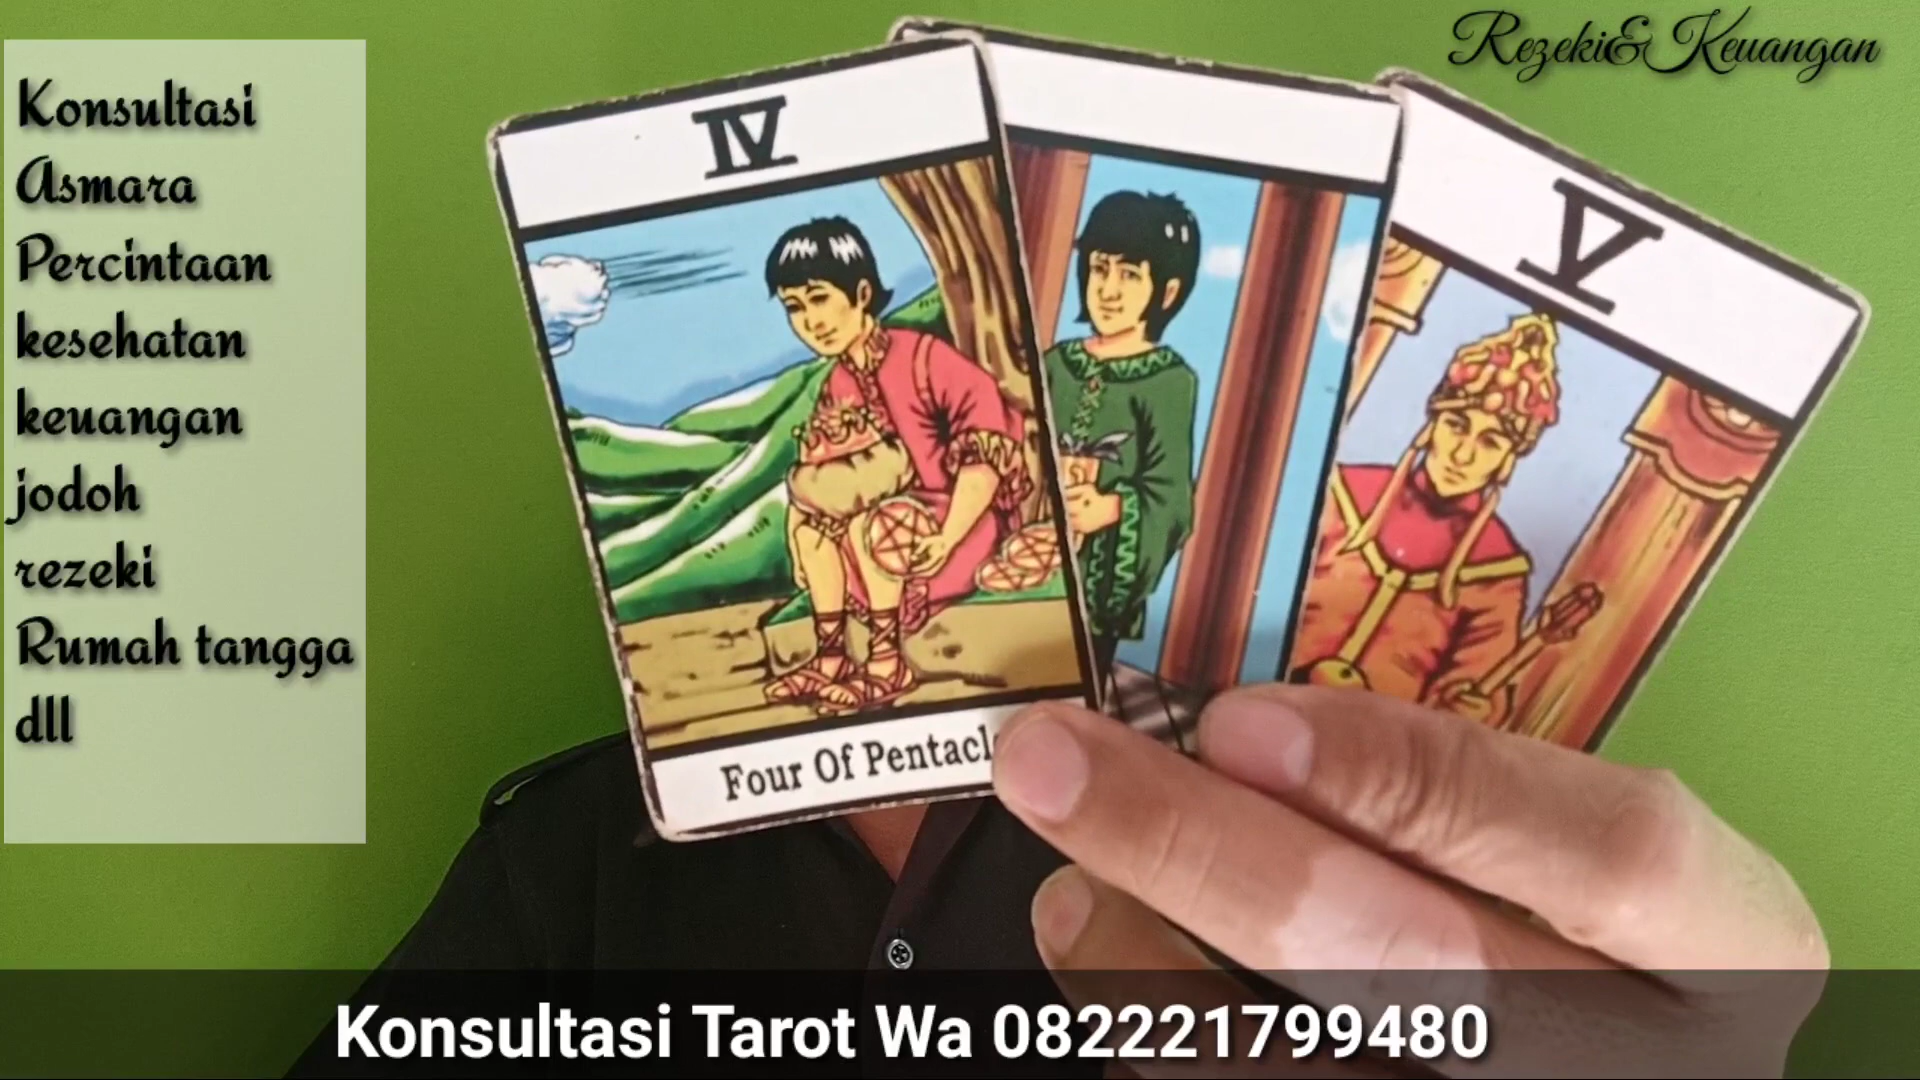 Rezeki&Keuangan
Konsultasi
Asmara
Percintaan
kesehatan
keuangan
jodoh
rezeki
Rumah tangga
dll
IV
V
Four Of
Konsultasi Tarot Wa 082221799480